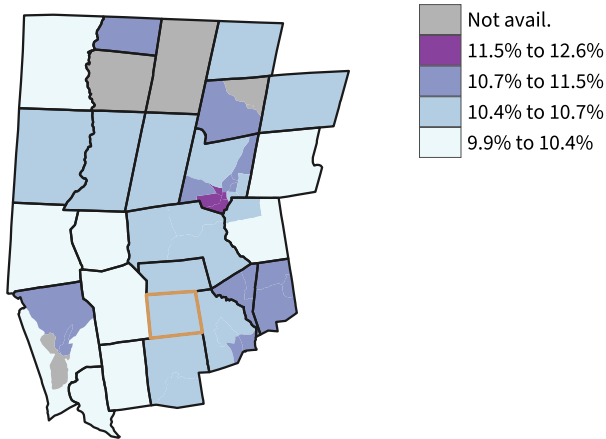 Not avail.
11.5% to 12.6%
10.7% to 11.5%
10.4% to 10.7%
9.9% to 10.4%